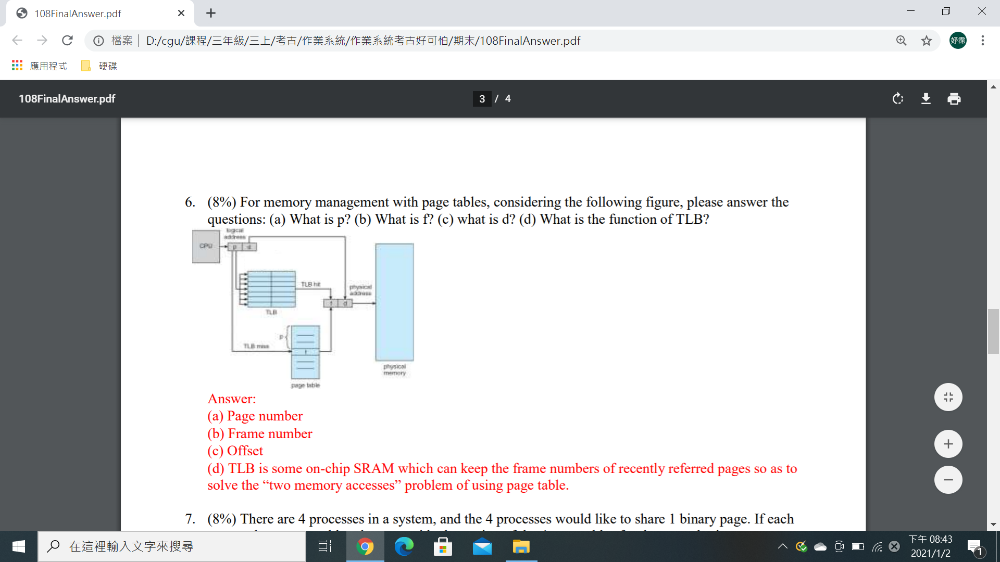 108FinalAnswer.pdf
檔案 D:/cgu/課程/三年級/三上/考古/作業系統/作業系統考古好可怕/期末/108FinalAnswer.pdf
妤霈
應用程式 硬碟
108FinalAnswer.pdf
3 / 4
6. (8%) For memory management with page tables, considering the following figure, please answer the
questions: (a) What is p? (b) What is f? (c) what is d? (d) What is the function of TLB?
logical
address
CPU
p d
TLB hit
physical
address
f d
TLB
p
TLB miss
f
physical
memory
page table
Answer:
(a) Page number
(b) Frame number
(c) Offset
(d) TLB is some on-chip SRAM which can keep the frame numbers of recently referred pages so as to
solve the “two memory accesses” problem of using page table.
7. (8%) There are 4 processes in a system, and the 4 processes would like to share 1 binary page. If each
在這裡輸入文字來搜尋
下午 08:43
2021/1/2
1